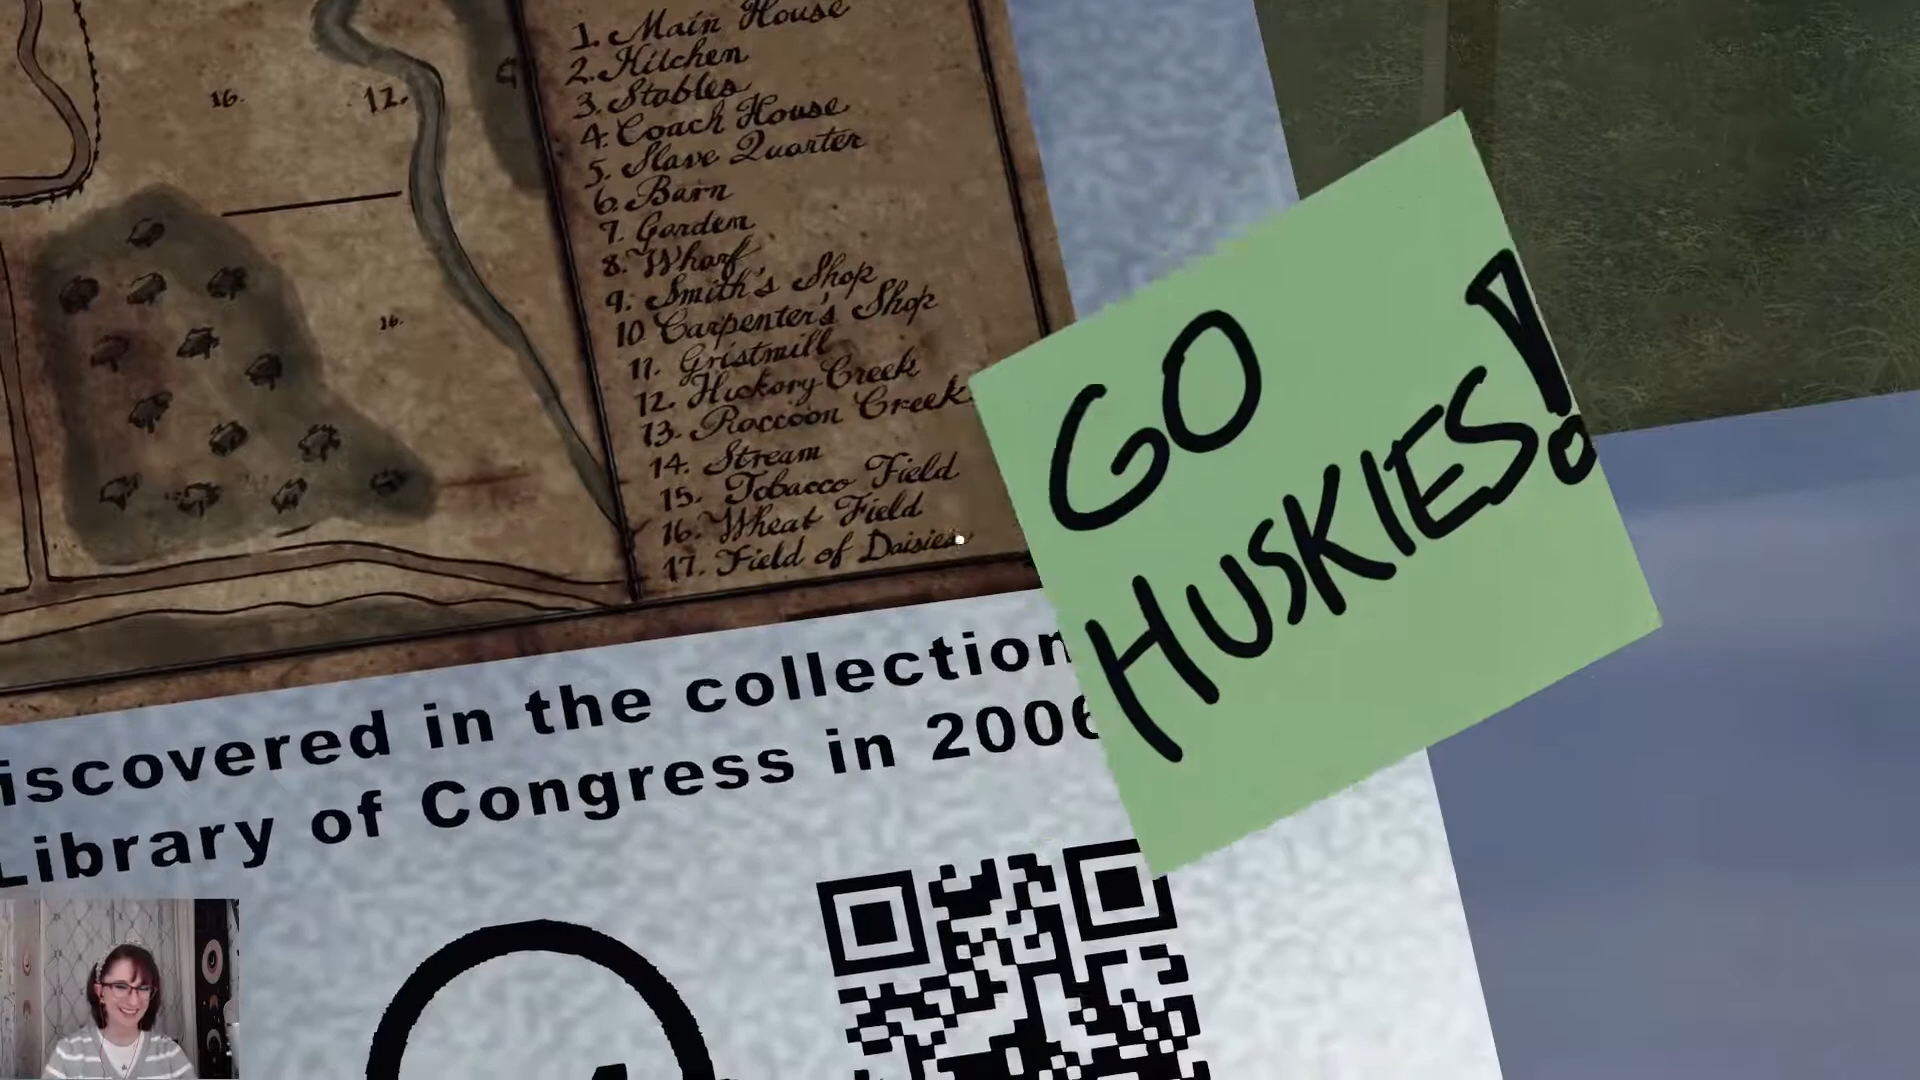 16.
12.
16.
1. Main House
2. Kitchen
3. Stables
4. Coach House
5. Slave Quarter
6. Barn
7. Garden
8. Wharf
9. Smith's Shop
10 Carpenter's Shop
11. Gristmill
12. Hickory Creek
13. Raccoon Creek
14. Stream
15. Tobacco Field
16. Wheat Field
17. Field of Daisies
GO
HUSKIES!
iscovered in the collection
Library of Congress in 2006